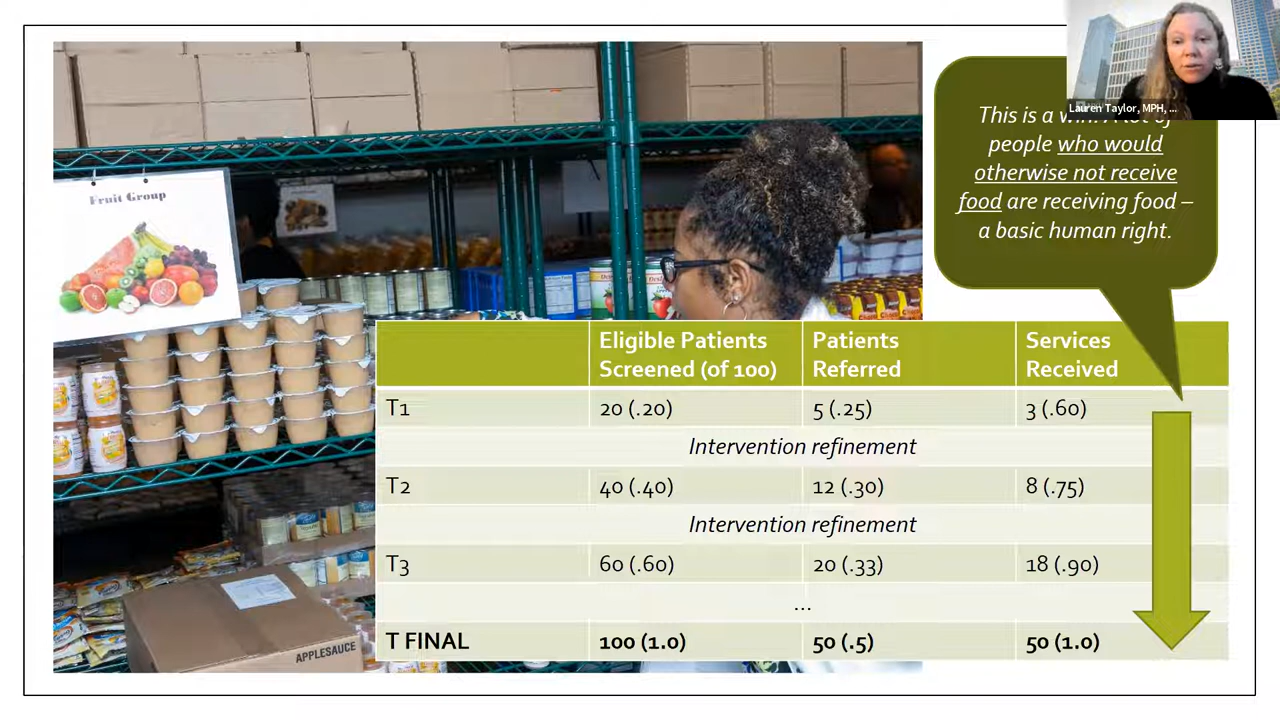 Lauren Taylor, MPH, ...
This is a win. A lot of
people who would
otherwise not receive
food are receiving food –
a basic human right.
Fruit Group
Eligible Patients Screened (of 100) Patients Referred Services Received
T1 20 (.20) 5 (.25) 3 (.60)
Intervention refinement
T2 40 (.40) 12 (.30) 8 (.75)
Intervention refinement
T3 60 (.60) 20 (.33) 18 (.90)
...
T FINAL 100 (1.0) 50 (.5) 50 (1.0)
APPLESAUCE